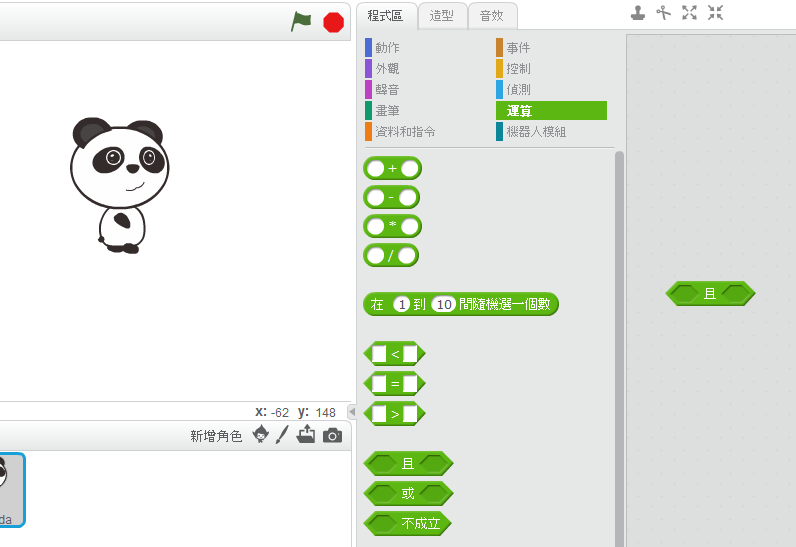 程式區 造型 音效
動作 事件
外觀 控制
聲音 偵測
畫筆 運算
資料和指令 機器人模組
+
-
*
/
在 1 到 10 間隨機選一個數
<
=
>
且
或
不成立
且
x: -62 y: 148
新增角色
da